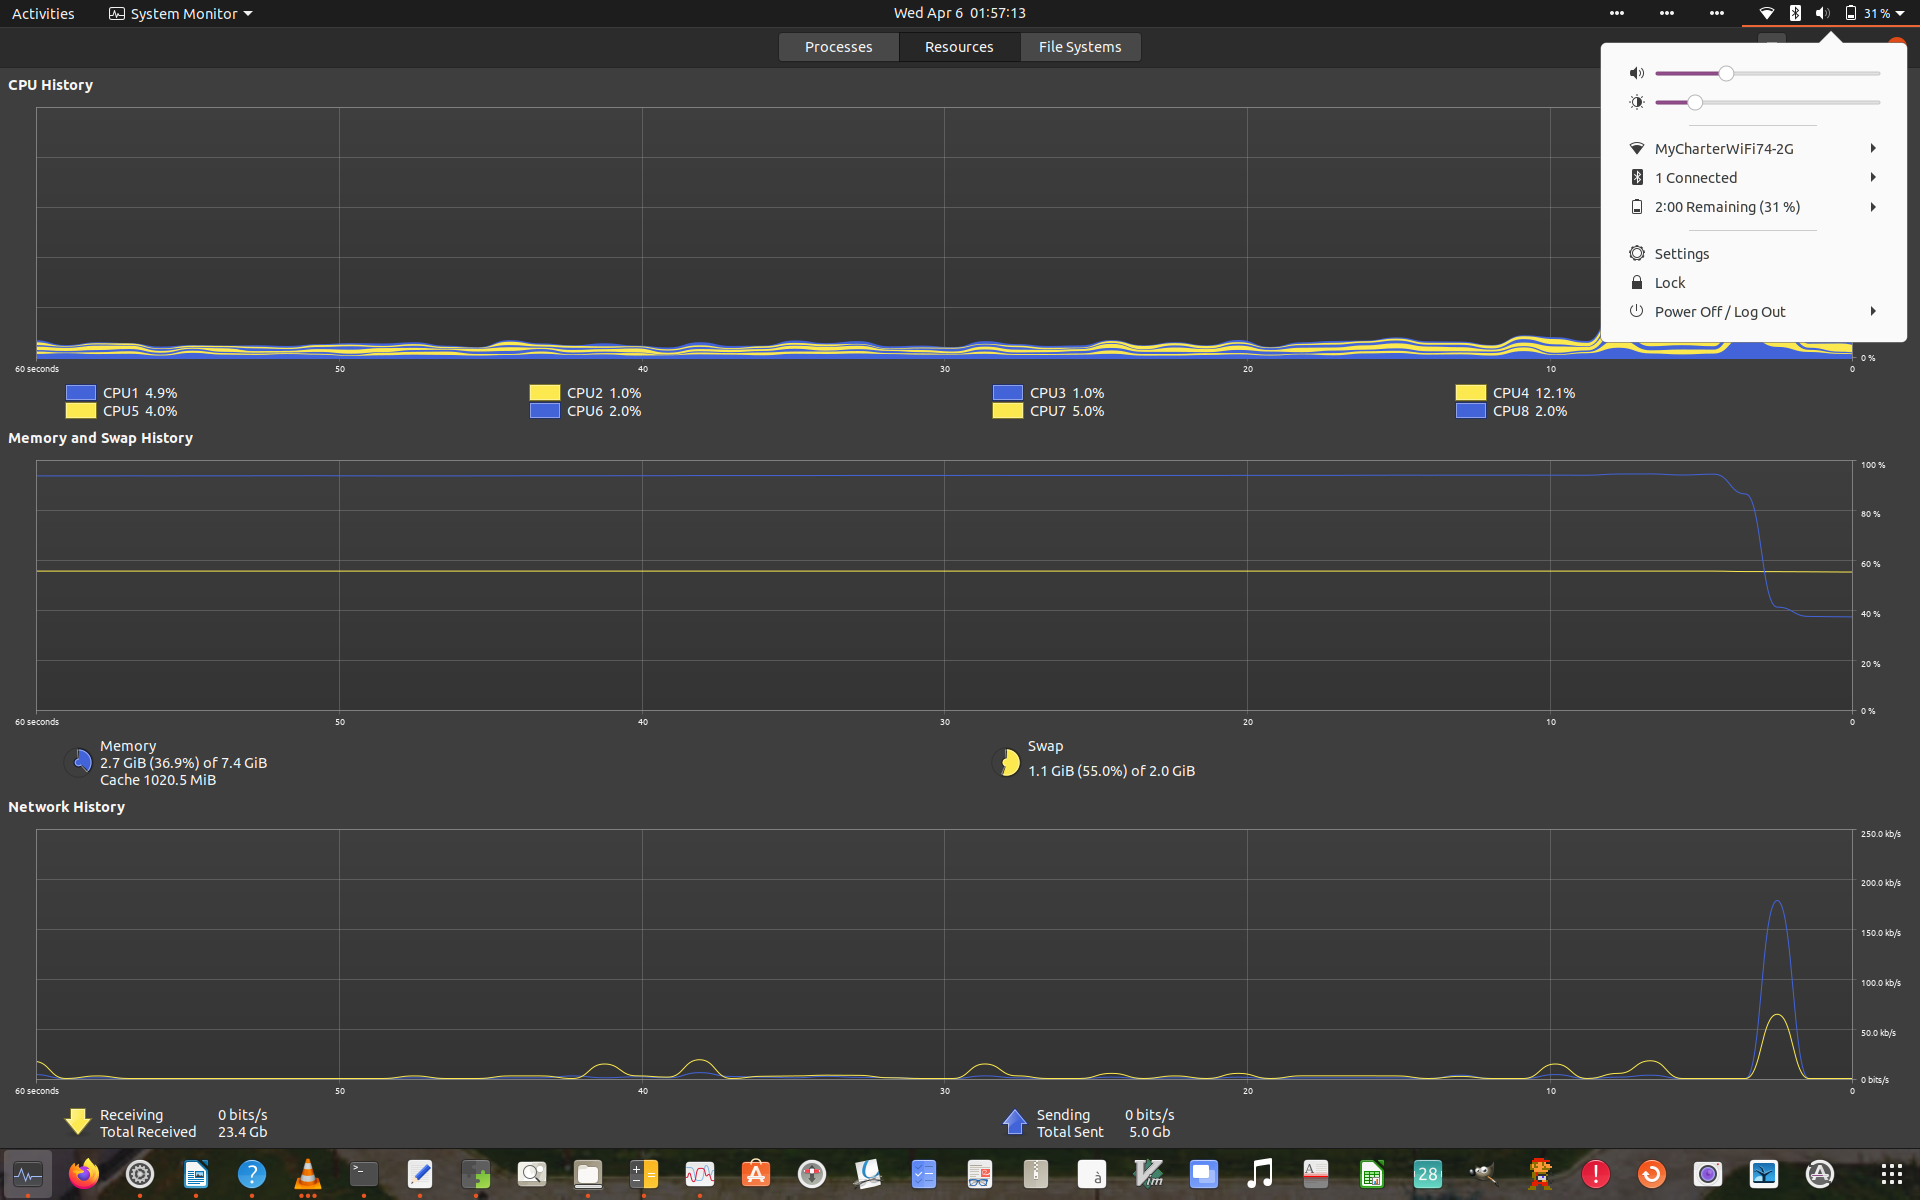 Activities
System Monitor
Wed Apr 6 01:57:13
31 %
Processes
Resources
File Systems
MyCharterWiFi74-2G
1 Connected
2:00 Remaining (31 %)
Settings
Lock
Power Off / Log Out
CPU History
0 %
60 seconds 50 40 30 20 10 0
CPU1 4.9% CPU2 1.0% CPU3 1.0% CPU4 12.1%
CPU5 4.0% CPU6 2.0% CPU7 5.0% CPU8 2.0%
Memory and Swap History
100 %
80 %
60 %
40 %
20 %
0 %
60 seconds 50 40 30 20 10 0
Memory
2.7 GiB (36.9%) of 7.4 GiB
Cache 1020.5 MiB
Swap
1.1 GiB (55.0%) of 2.0 GiB
Network History
250.0 kb/s
200.0 kb/s
150.0 kb/s
100.0 kb/s
50.0 kb/s
0 bits/s
60 seconds 50 40 30 20 10 0
Receiving 0 bits/s
Total Received 23.4 Gb
Sending 0 bits/s
Total Sent 5.0 Gb
>_
?
A
à
Vim
A
28
!